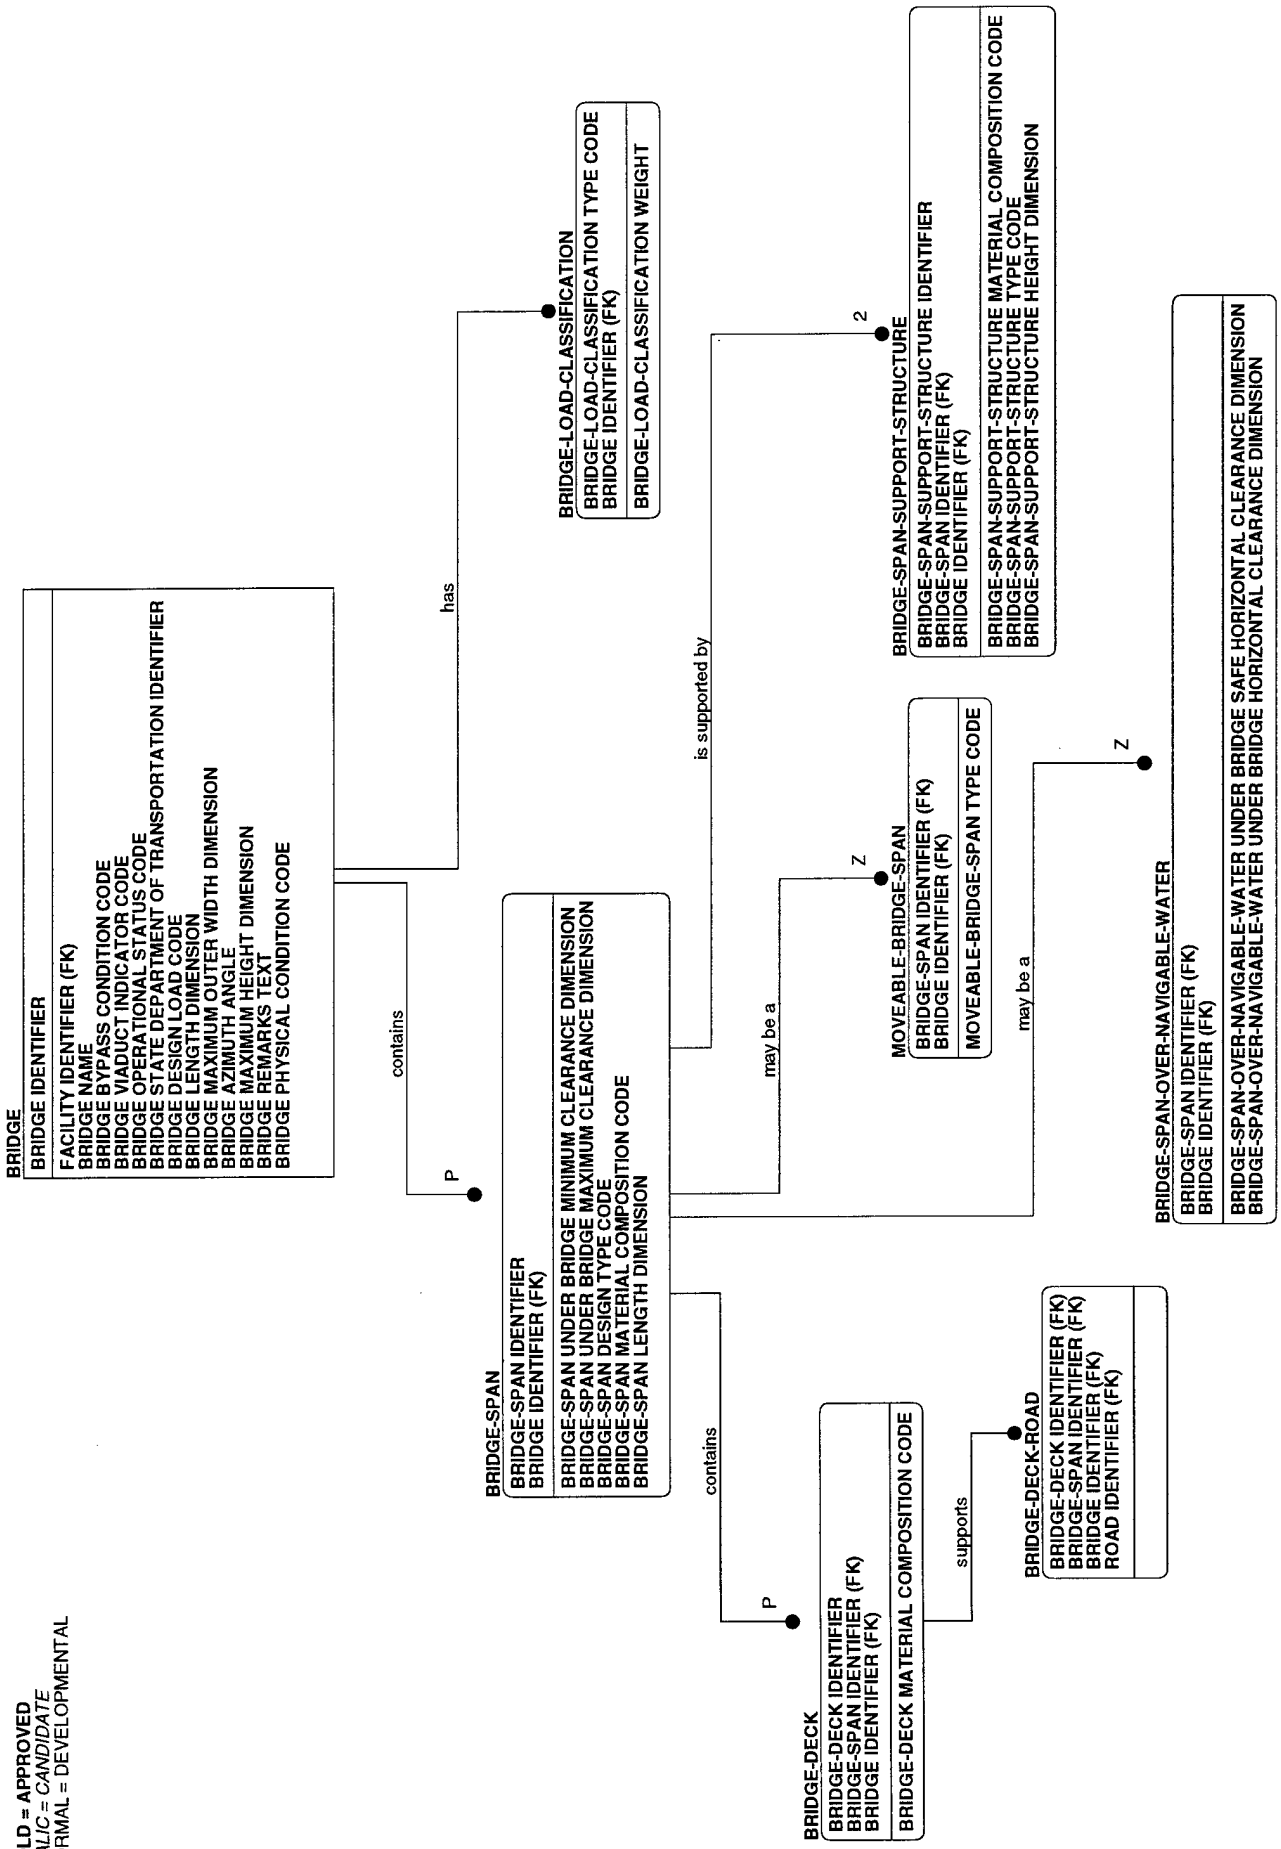 LD = APPROVED
ALIC = CANDIDATE
RMAL = DEVELOPMENTAL
BRIDGE
BRIDGE IDENTIFIER
FACILITY IDENTIFIER (FK)
BRIDGE NAME
BRIDGE BYPASS CONDITION CODE
BRIDGE VIADUCT INDICATOR CODE
BRIDGE OPERATIONAL STATUS CODE
BRIDGE STATE DEPARTMENT OF TRANSPORTATION IDENTIFIER
BRIDGE DESIGN LOAD CODE
BRIDGE LENGTH DIMENSION
BRIDGE MAXIMUM OUTER WIDTH DIMENSION
BRIDGE AZIMUTH ANGLE
BRIDGE MAXIMUM HEIGHT DIMENSION
BRIDGE REMARKS TEXT
BRIDGE PHYSICAL CONDITION CODE
contains
P
has
BRIDGE-SPAN
BRIDGE-SPAN IDENTIFIER
BRIDGE IDENTIFIER (FK)
BRIDGE-SPAN UNDER BRIDGE MINIMUM CLEARANCE DIMENSION
BRIDGE-SPAN UNDER BRIDGE MAXIMUM CLEARANCE DIMENSION
BRIDGE-SPAN DESIGN TYPE CODE
BRIDGE-SPAN MATERIAL COMPOSITION CODE
BRIDGE-SPAN LENGTH DIMENSION
BRIDGE-LOAD-CLASSIFICATION
BRIDGE-LOAD-CLASSIFICATION TYPE CODE
BRIDGE IDENTIFIER (FK)
BRIDGE-LOAD-CLASSIFICATION WEIGHT
contains
P
may be a
Z
is supported by
2
BRIDGE-DECK
BRIDGE-DECK IDENTIFIER
BRIDGE-SPAN IDENTIFIER (FK)
BRIDGE IDENTIFIER (FK)
BRIDGE-DECK MATERIAL COMPOSITION CODE
MOVEABLE-BRIDGE-SPAN
BRIDGE-SPAN IDENTIFIER (FK)
BRIDGE IDENTIFIER (FK)
MOVEABLE-BRIDGE-SPAN TYPE CODE
BRIDGE-SPAN-SUPPORT-STRUCTURE
BRIDGE-SPAN-SUPPORT-STRUCTURE IDENTIFIER
BRIDGE-SPAN IDENTIFIER (FK)
BRIDGE IDENTIFIER (FK)
BRIDGE-SPAN-SUPPORT-STRUCTURE MATERIAL COMPOSITION CODE
BRIDGE-SPAN-SUPPORT-STRUCTURE TYPE CODE
BRIDGE-SPAN-SUPPORT-STRUCTURE HEIGHT DIMENSION
supports
may be a
Z
BRIDGE-DECK-ROAD
BRIDGE-DECK IDENTIFIER (FK)
BRIDGE-SPAN IDENTIFIER (FK)
BRIDGE IDENTIFIER (FK)
ROAD IDENTIFIER (FK)
BRIDGE-SPAN-OVER-NAVIGABLE-WATER
BRIDGE-SPAN IDENTIFIER (FK)
BRIDGE IDENTIFIER (FK)
BRIDGE-SPAN-OVER-NAVIGABLE-WATER UNDER BRIDGE SAFE HORIZONTAL CLEARANCE DIMENSION
BRIDGE-SPAN-OVER-NAVIGABLE-WATER UNDER BRIDGE HORIZONTAL CLEARANCE DIMENSION